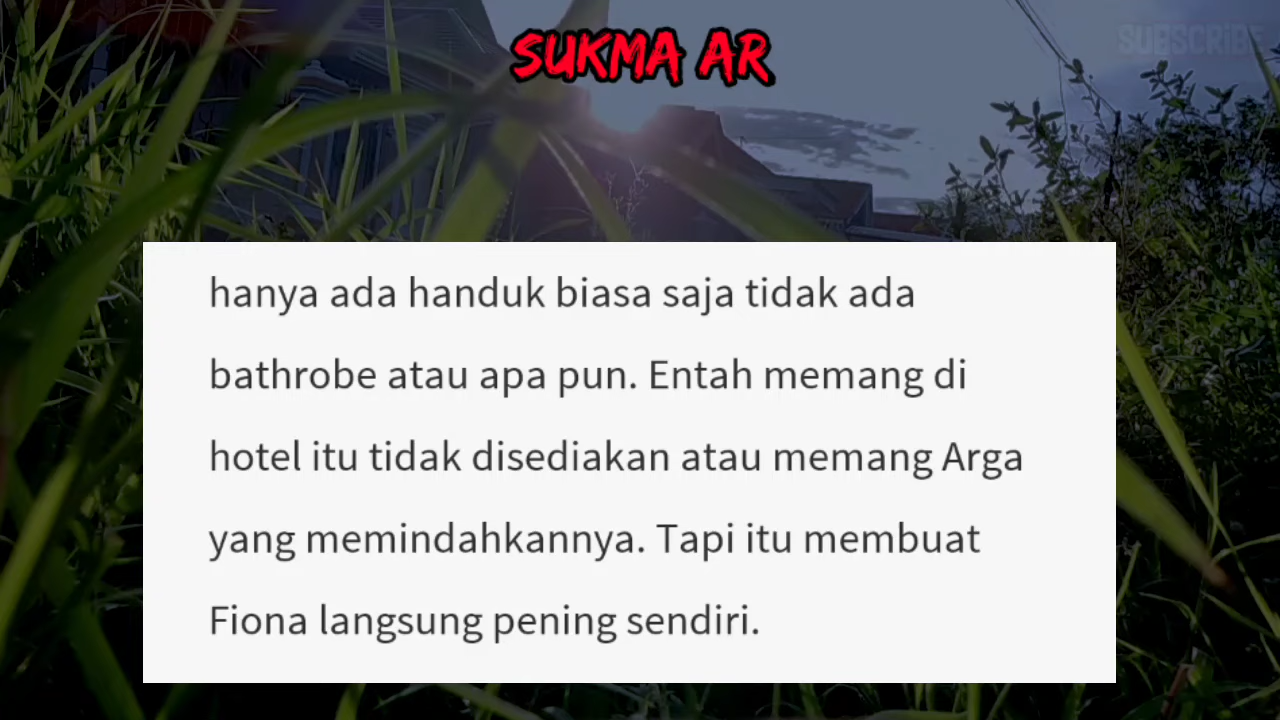 SUKMA AR
SUBSCRIBE
hanya ada handuk biasa saja tidak ada
bathrobe atau apa pun. Entah memang di
hotel itu tidak disediakan atau memang Arga
yang memindahkannya. Tapi itu membuat
Fiona langsung pening sendiri.